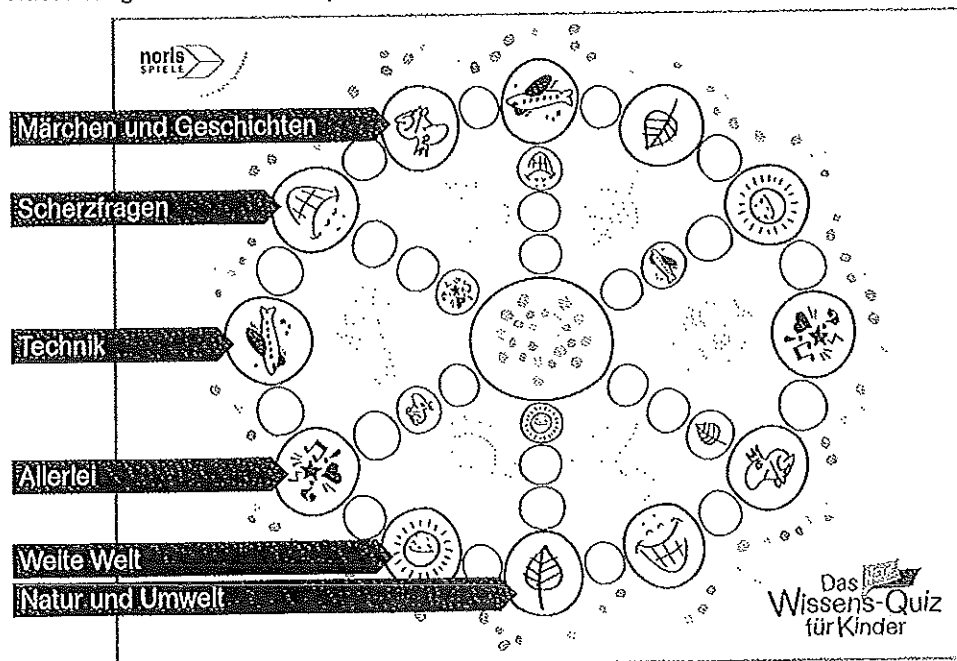 noris
SPIELE
Märchen und Geschichten
Scherzfragen
Technik
Allerlei
Weite Welt
Natur und Umwelt
Das
Wissens-Quiz
für Kinder